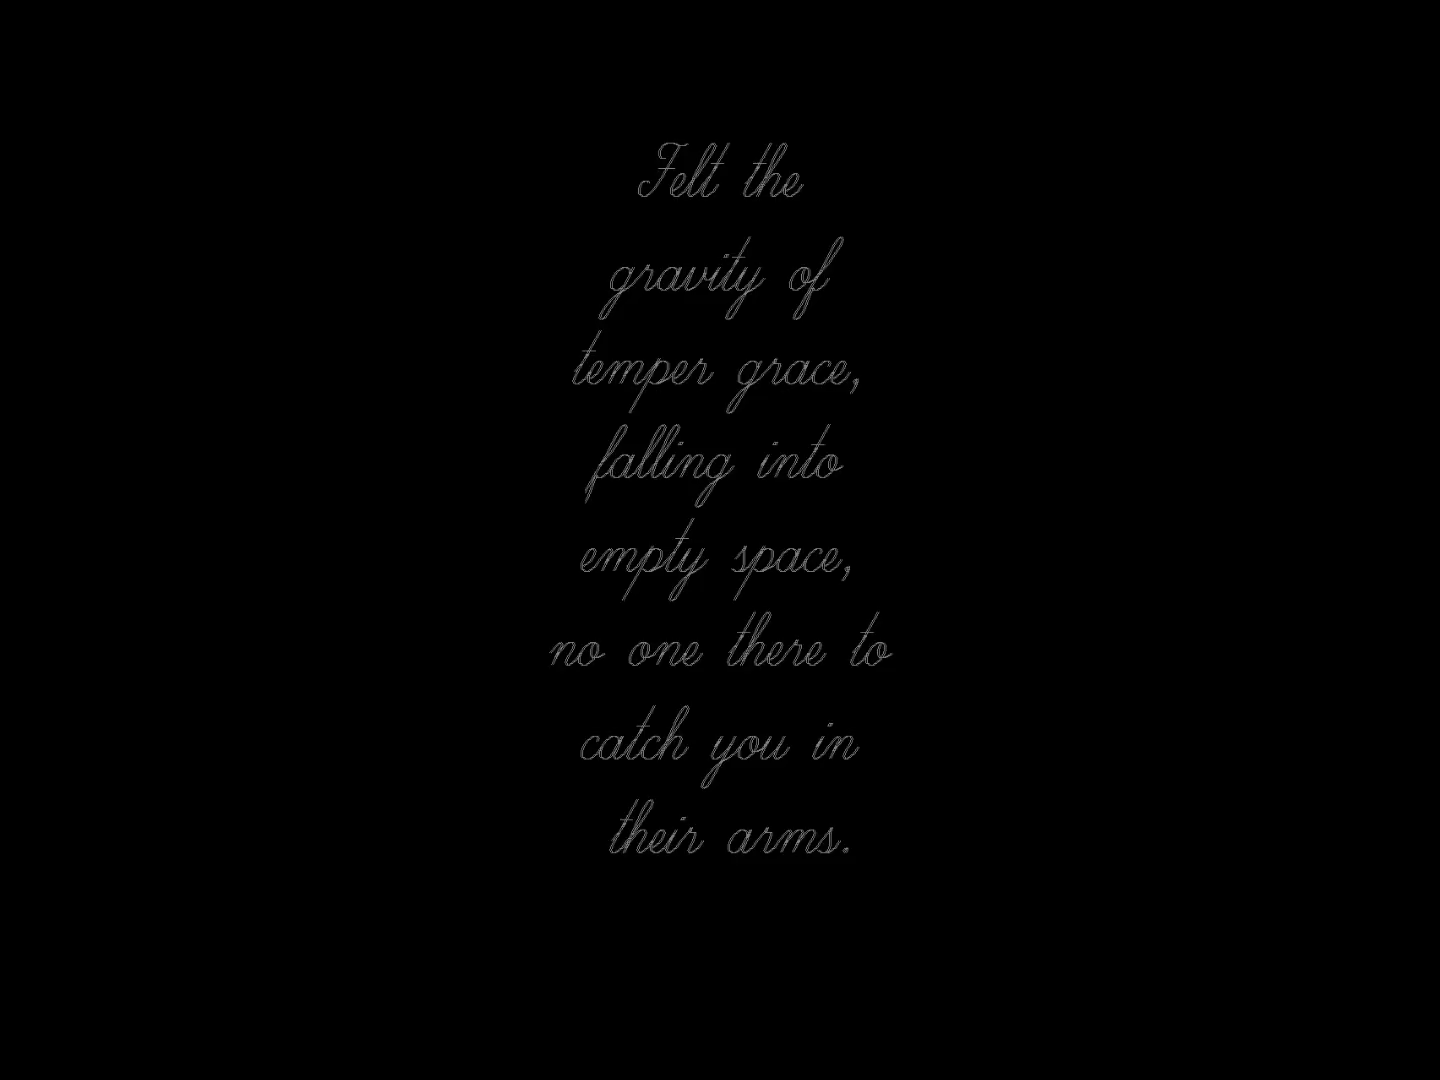 Felt the
gravity of
temper grace,
falling into
empty space,
no one there to
catch you in
their arms.